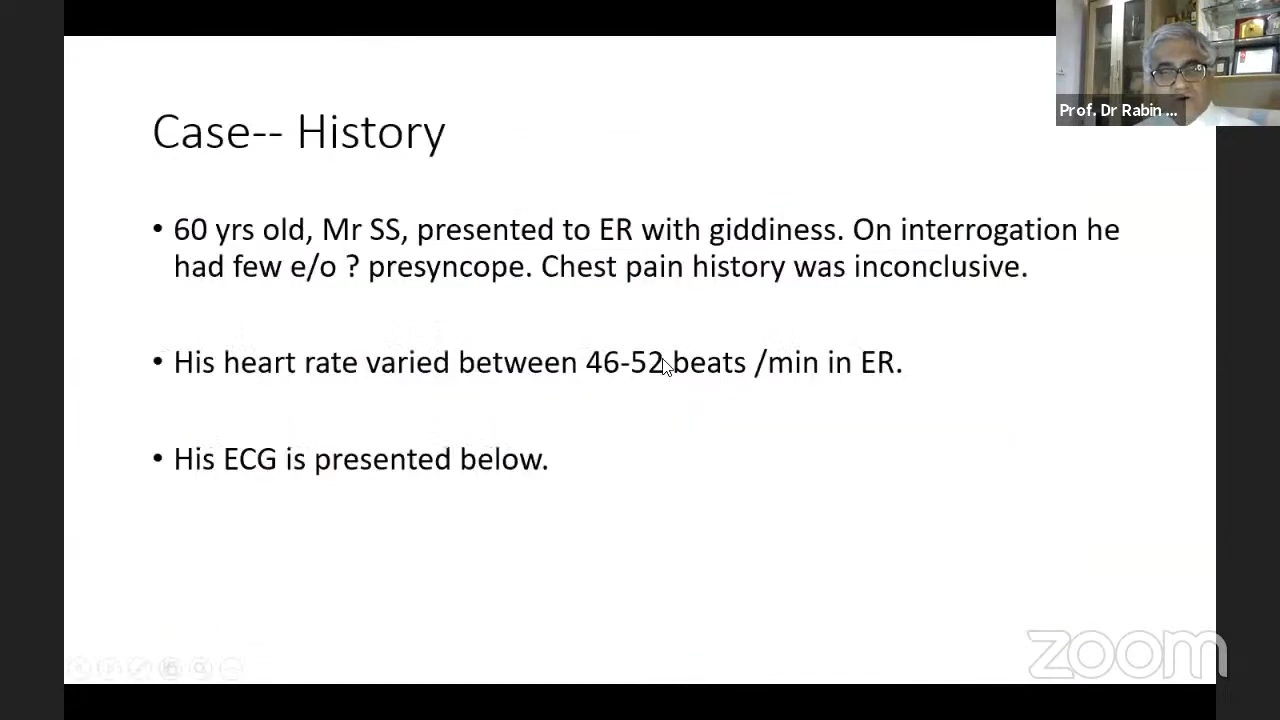 Prof. Dr Rabin ...
Case-- History
• 60 yrs old, Mr SS, presented to ER with giddiness. On interrogation he
had few e/o ? presyncope. Chest pain history was inconclusive.
• His heart rate varied between 46-52 beats /min in ER.
• His ECG is presented below.
zoom